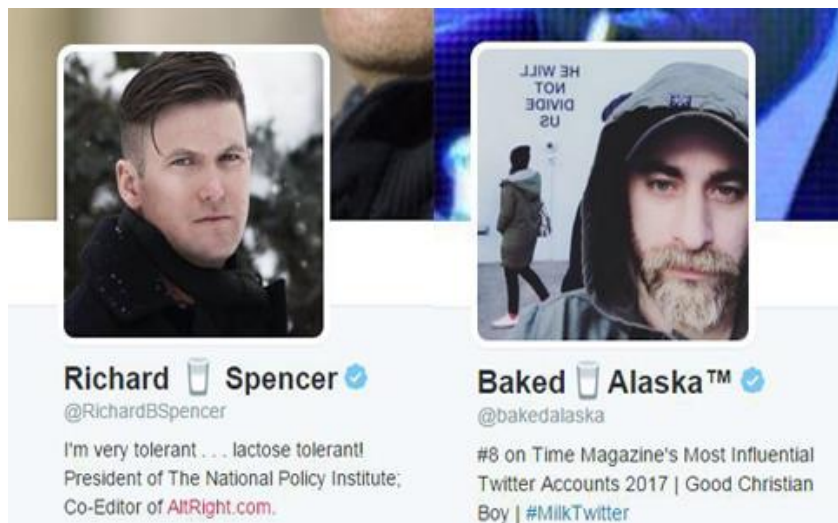 HE WILL
NOT
DIVIDE
US
Richard 🥛 Spencer
@RichardBSpencer
I'm very tolerant . . . lactose tolerant!
President of The National Policy Institute;
Co-Editor of AltRight.com.
Baked 🥛 Alaska™
@bakedalaska
#8 on Time Magazine's Most Influential
Twitter Accounts 2017 | Good Christian
Boy | #MilkTwitter